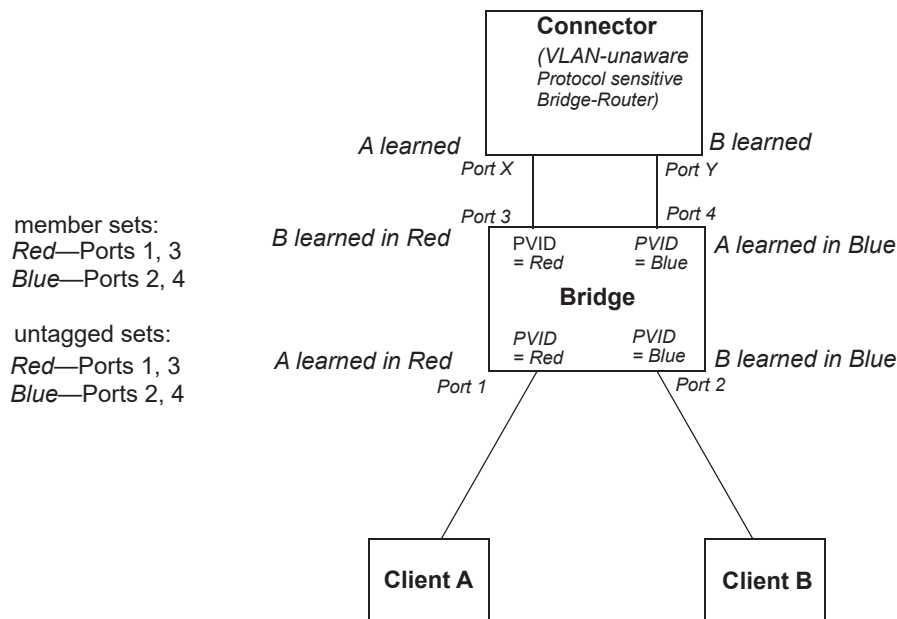 Connector
(VLAN-unaware
Protocol sensitive
Bridge-Router)
A learned
B learned
Port X
Port Y
member sets:
Red—Ports 1, 3
Blue—Ports 2, 4
untagged sets:
Red—Ports 1, 3
Blue—Ports 2, 4
Port 3
Port 4
B learned in Red
PVID
= Red
PVID
= Blue
A learned in Blue
Bridge
A learned in Red
PVID
= Red
PVID
= Blue
B learned in Blue
Port 1
Port 2
Client A
Client B